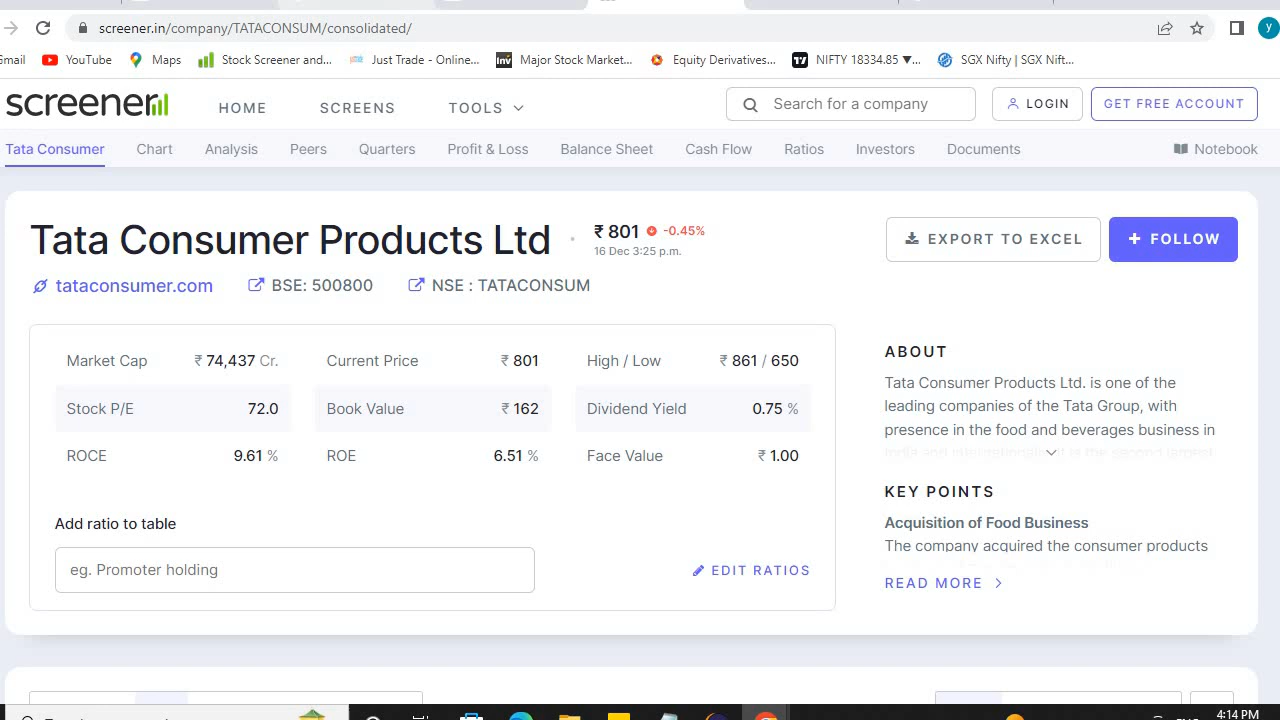 screener.in/company/TATACONSUM/consolidated/
y
Gmail YouTube Maps Stock Screener and... Just Trade - Online... Major Stock Market... Equity Derivatives... NIFTY 18334.85 ▼... SGX Nifty | SGX Nift...
screener HOME SCREENS TOOLS Search for a company LOGIN GET FREE ACCOUNT
Tata Consumer Chart Analysis Peers Quarters Profit & Loss Balance Sheet Cash Flow Ratios Investors Documents Notebook
Tata Consumer Products Ltd · ₹ 801 -0.45%
16 Dec 3:25 p.m.
EXPORT TO EXCEL + FOLLOW
tataconsumer.com BSE: 500800 NSE : TATACONSUM
Market Cap ₹ 74,437 Cr. Current Price ₹ 801 High / Low ₹ 861 / 650
Stock P/E 72.0 Book Value ₹ 162 Dividend Yield 0.75 %
ROCE 9.61 % ROE 6.51 % Face Value ₹ 1.00
Add ratio to table
eg. Promoter holding
EDIT RATIOS
ABOUT
Tata Consumer Products Ltd. is one of the
leading companies of the Tata Group, with
presence in the food and beverages business in
KEY POINTS
Acquisition of Food Business
The company acquired the consumer products
READ MORE
4:14 PM